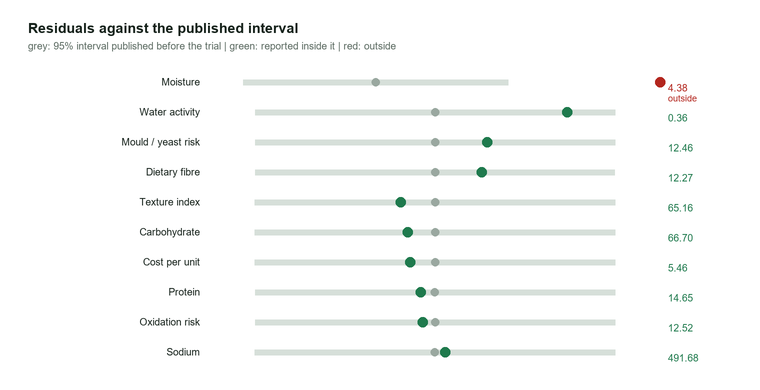 Residuals against the published interval
grey: 95% interval published before the trial | green: reported inside it | red: outside
Moisture
4.38
outside
Water activity
0.36
Mould / yeast risk
12.46
Dietary fibre
12.27
Texture index
65.16
Carbohydrate
66.70
Cost per unit
5.46
Protein
14.65
Oxidation risk
12.52
Sodium
491.68